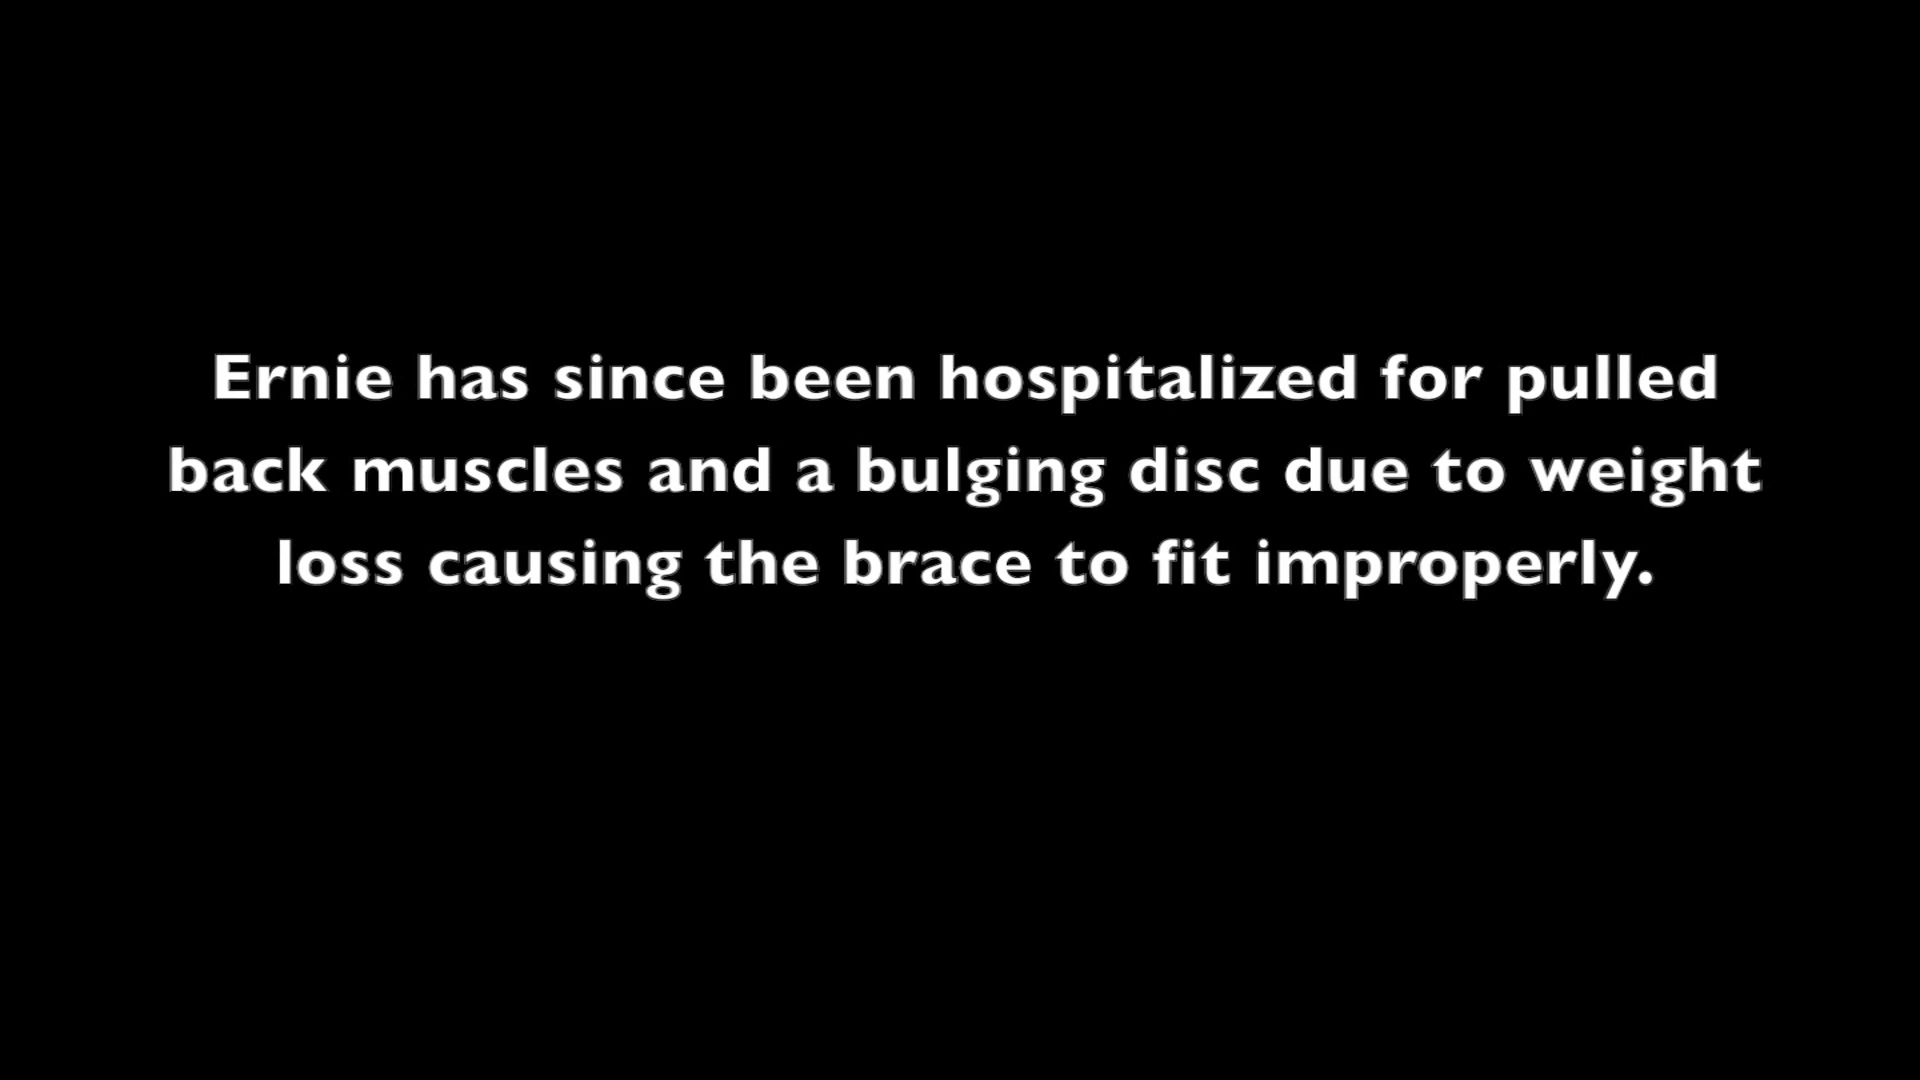 Ernie has since been hospitalized for pulled
back muscles and a bulging disc due to weight
loss causing the brace to fit improperly.